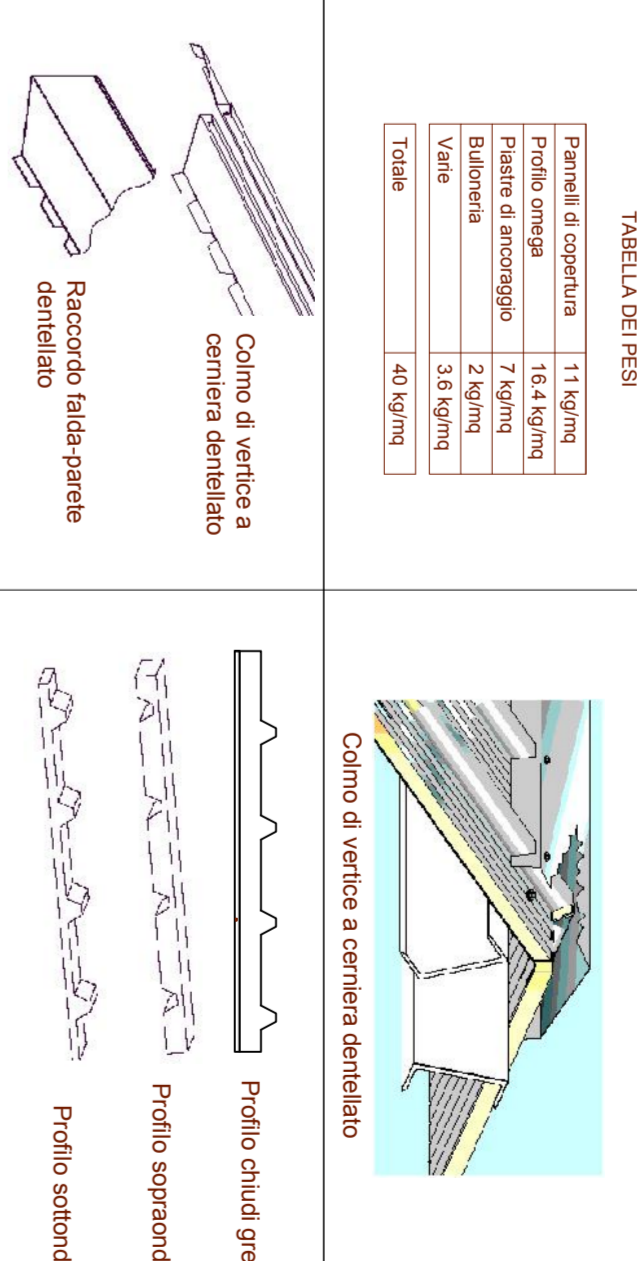 TABELLA DEI PESI
Pannelli di copertura 11 kg/mq
Profilo omega 16.4 kg/mq
Piastre di ancoraggio 7 kg/mq
Bulloneria 2 kg/mq
Varie 3.6 kg/mq
Totale 40 kg/mq
Colmo di vertice a cerniera dentellato
Colmo di vertice a
cerniera dentellato
Raccordo falda-parete
dentellato
Profilo chiudi gre
Profilo sopraond
Profilo sottond